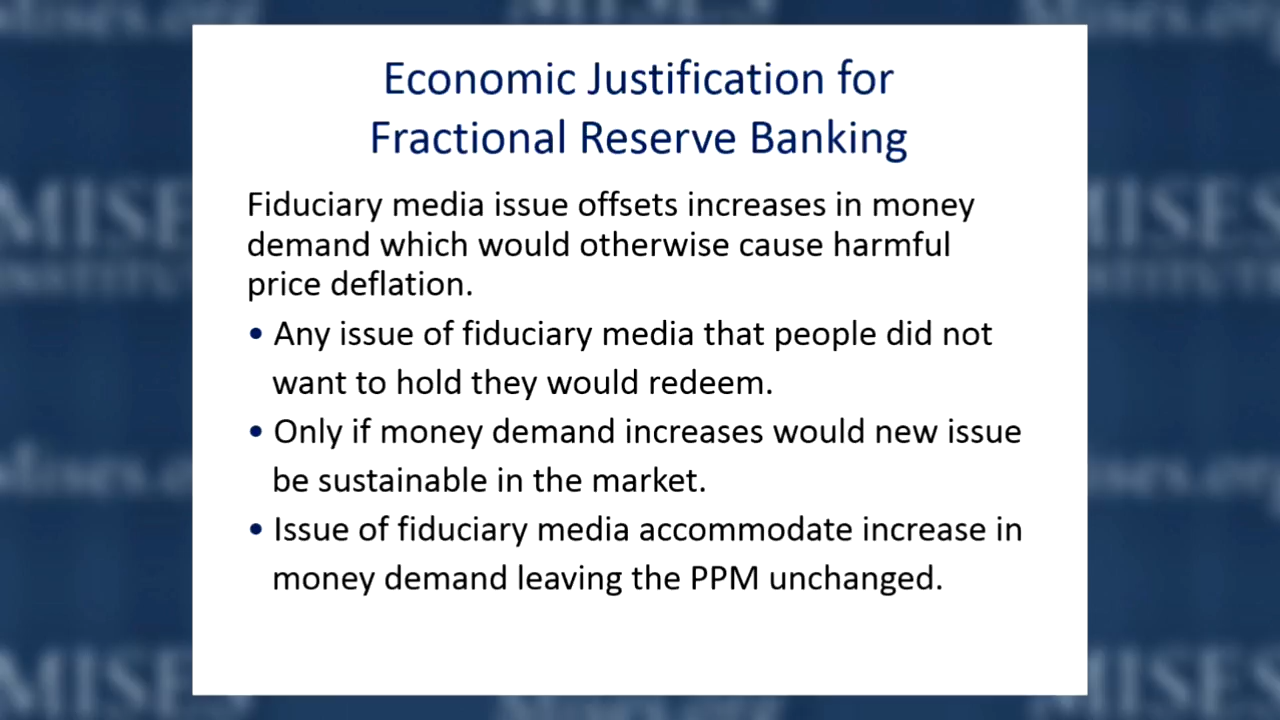 Economic Justification for
Fractional Reserve Banking
Fiduciary media issue offsets increases in money
demand which would otherwise cause harmful
price deflation.
• Any issue of fiduciary media that people did not
want to hold they would redeem.
• Only if money demand increases would new issue
be sustainable in the market.
• Issue of fiduciary media accommodate increase in
money demand leaving the PPM unchanged.